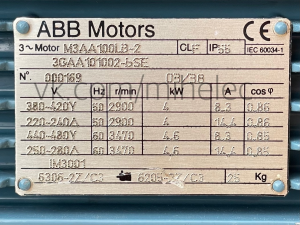 ABB Motors
3~Motor M3AA100LB-2 CL.F IP55 IEC 60034-1
3GAA101002-BSE
N°. 000169
V Hz r/min kW A cos φ
380-420Y 50 2900 4 8.3 0.86
220-240Δ 50 2900 4 14.4 0.86
440-480Y 60 3470 4.6 8.3 0.85
250-280Δ 60 3470 4.6 14.4 0.85
IM3001
6306-2Z/C3 6205-2Z/C3 25 Kg